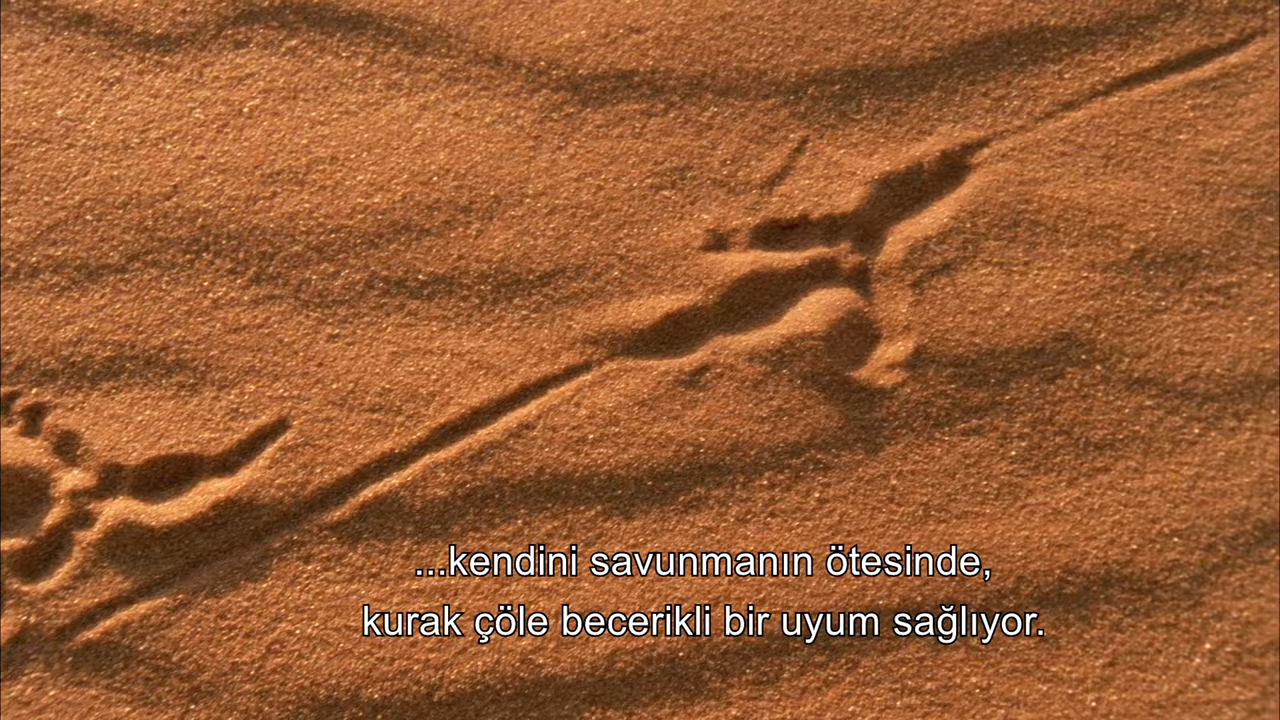 ...kendini savunmanın ötesinde,
kurak çöle becerikli bir uyum sağlıyor.